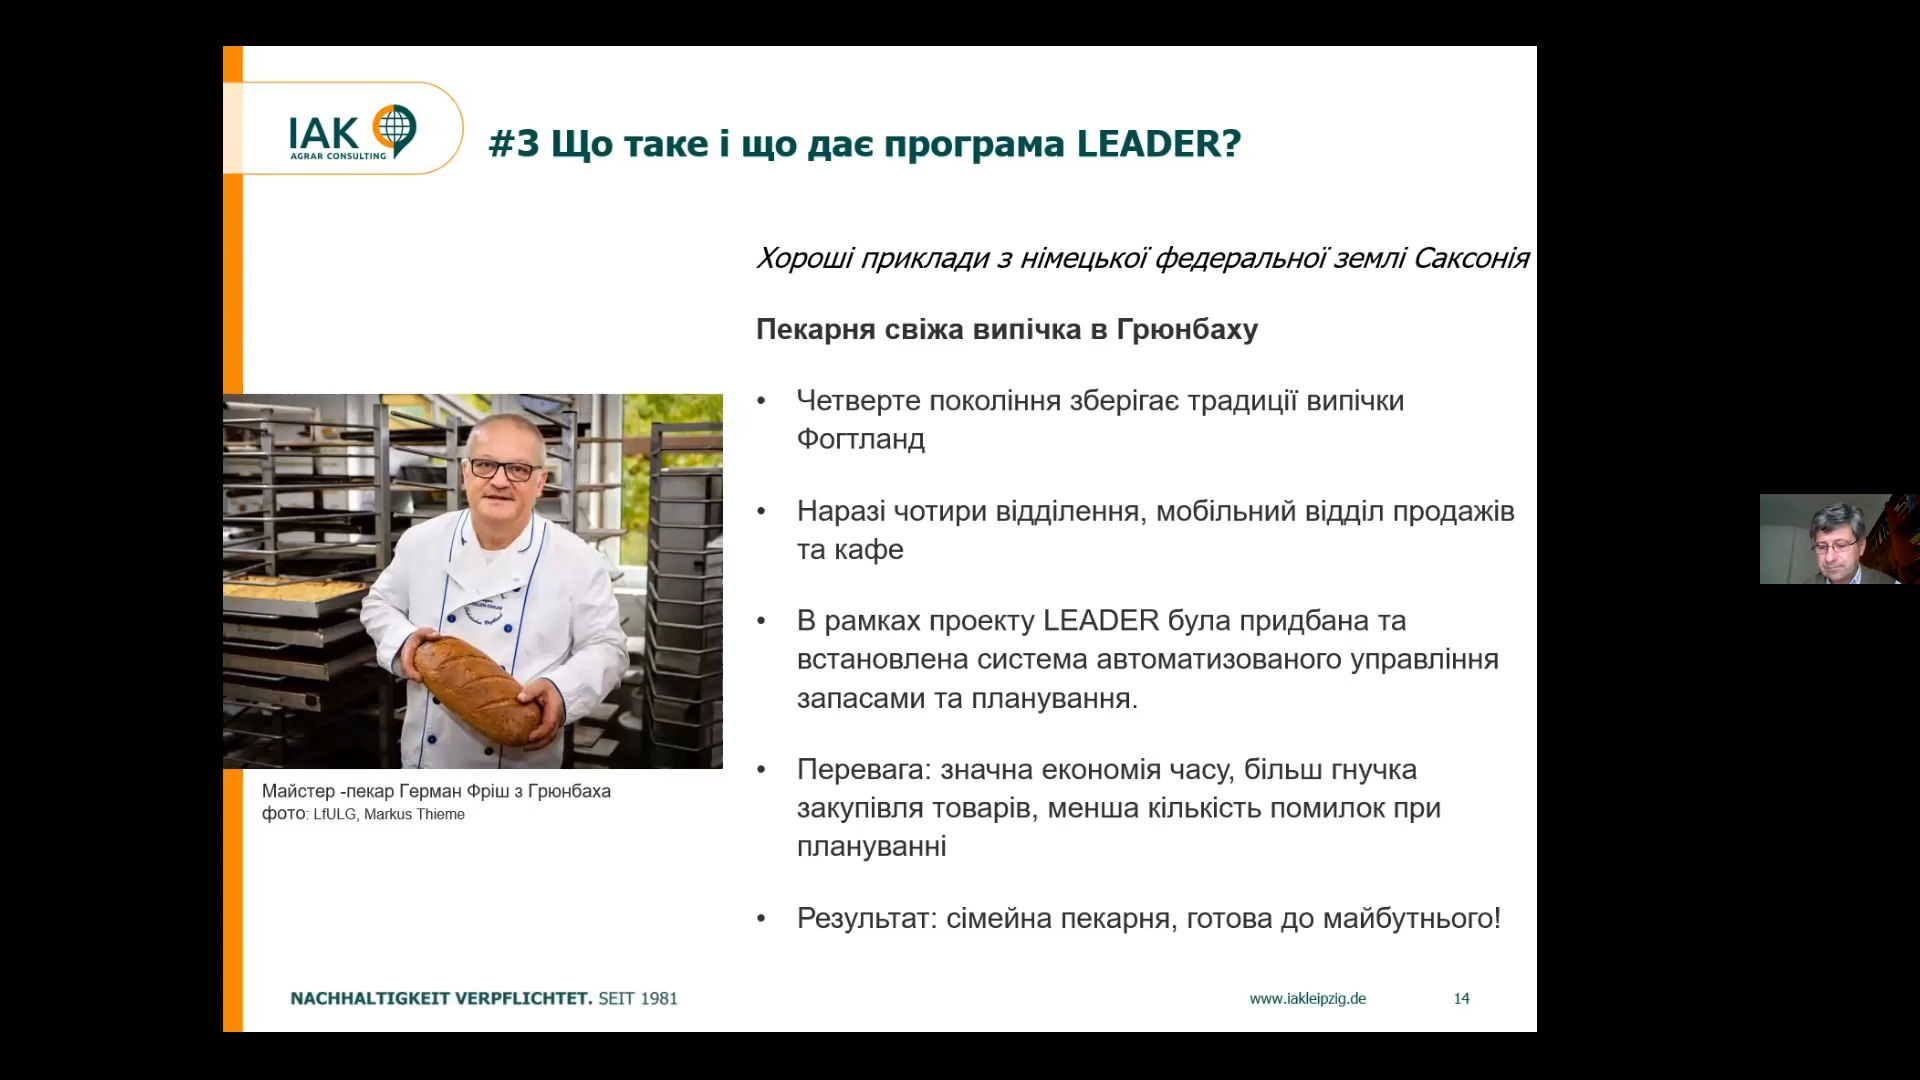 IAK
AGRAR CONSULTING
#3 Що таке і що дає програма LEADER?
Хороші приклади з німецької федеральної землі Саксонія
Пекарня свіжа випічка в Грюнбаху
• Четверте покоління зберігає традиції випічки
Фогтланд
• Наразі чотири відділення, мобільний відділ продажів
та кафе
• В рамках проекту LEADER була придбана та
встановлена система автоматизованого управління
запасами та планування.
• Перевага: значна економія часу, більш гнучка
закупівля товарів, менша кількість помилок при
плануванні
• Результат: сімейна пекарня, готова до майбутнього!
Майстер -пекар Герман Фріш з Грюнбаха
фото: LfULG, Markus Thieme
NACHHALTIGKEIT VERPFLICHTET. SEIT 1981
www.iakleipzig.de
14